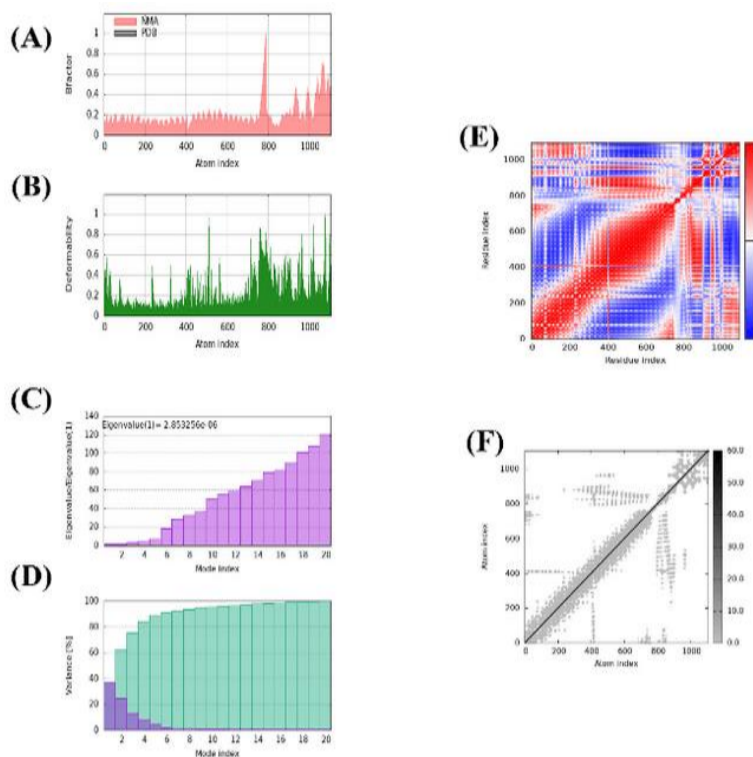 (A)
NMA
PDB
Bfactor
1
0.8
0.6
0.4
0.2
0
0 200 400 600 800 1000
Atom index
(B)
Deformability
1
0.8
0.6
0.4
0.2
0
0 200 400 600 800 1000
Atom index
(C)
Eigenvalue/Eigenvalue(1)
Eigenvalue(1)= 2.853256e-06
140
120
100
80
60
40
20
0
2 4 6 8 10 12 14 16 18 20
Mode index
(D)
Variance [%]
100
80
60
40
20
0
2 4 6 8 10 12 14 16 18 20
Mode index
(E)
Residue Index
1000
800
600
400
200
0
0 200 400 600 800 1000
Residue Index
(F)
Atom index
1000
800
600
400
200
0
0 200 400 600 800 1000
Atom index
60.0
50.0
40.0
30.0
20.0
10.0
0.0